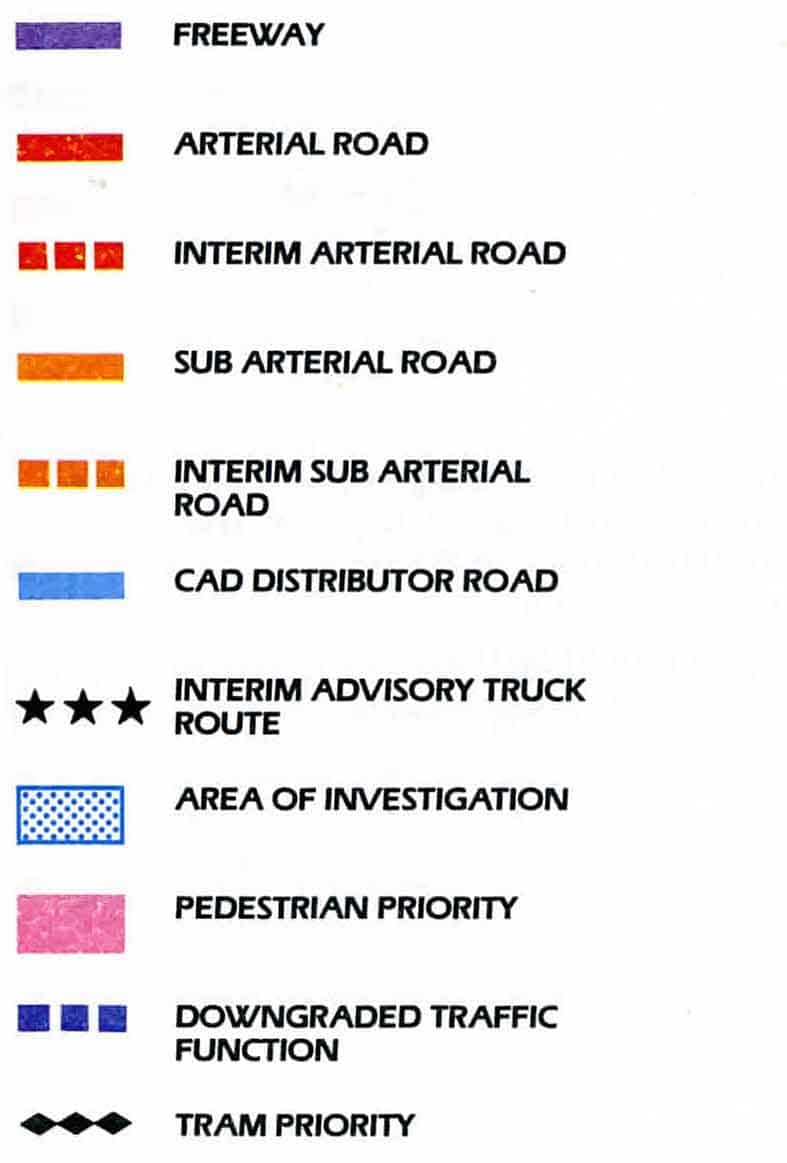 FREEWAY
ARTERIAL ROAD
INTERIM ARTERIAL ROAD
SUB ARTERIAL ROAD
INTERIM SUB ARTERIAL
ROAD
CAD DISTRIBUTOR ROAD
INTERIM ADVISORY TRUCK
ROUTE
AREA OF INVESTIGATION
PEDESTRIAN PRIORITY
DOWNGRADED TRAFFIC
FUNCTION
TRAM PRIORITY